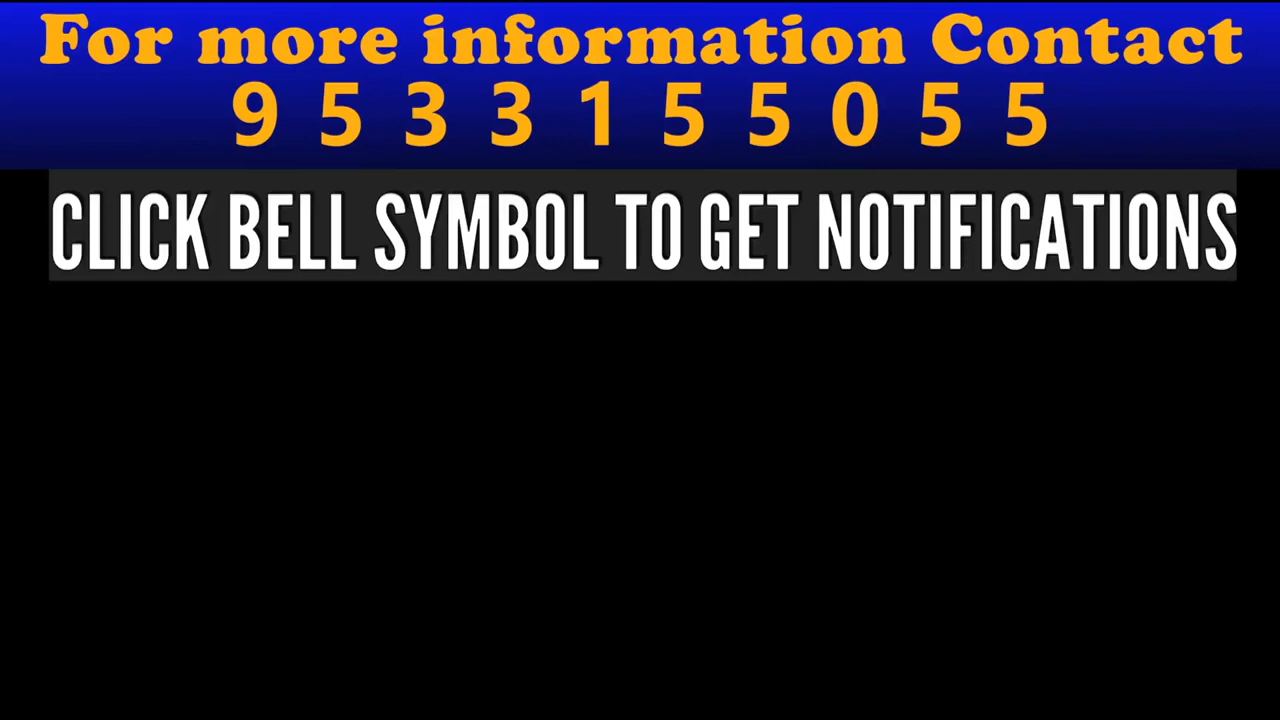 For more information Contact
9 5 3 3 1 5 5 0 5 5
CLICK BELL SYMBOL TO GET NOTIFICATIONS